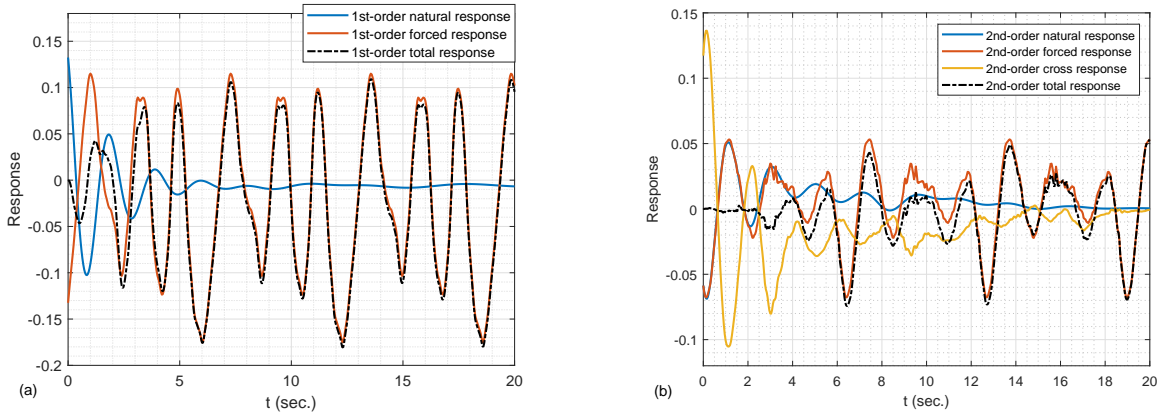 1st-order natural response
1st-order forced response
1st-order total response
0.15
0.1
0.05
0
-0.05
-0.1
-0.15
-0.2
Response
0
5
10
15
20
t (sec.)
(a)
2nd-order natural response
2nd-order forced response
2nd-order cross response
2nd-order total response
0.15
0.1
0.05
0
-0.05
-0.1
Response
0
2
4
6
8
10
12
14
16
18
20
t (sec.)
(b)